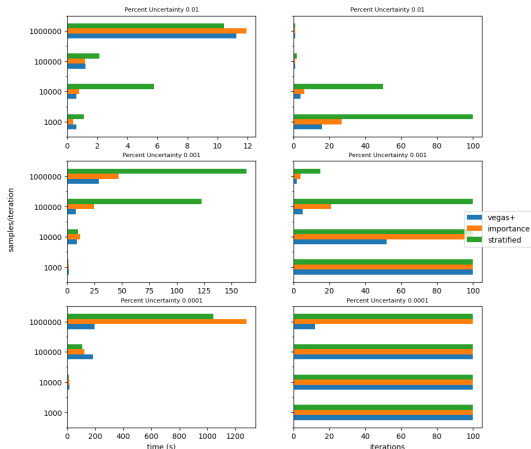 Percent Uncertainty 0.01
1000000
100000
10000
1000
0 2 4 6 8 10 12
Percent Uncertainty 0.01
0 20 40 60 80 100
samples/iteration
Percent Uncertainty 0.001
1000000
100000
10000
1000
0 25 50 75 100 125 150
Percent Uncertainty 0.001
0 20 40 60 80 100
vegas+
importance
stratified
Percent Uncertainty 0.0001
1000000
100000
10000
1000
0 200 400 600 800 1000 1200
time (s)
Percent Uncertainty 0.0001
0 20 40 60 80 100
iterations